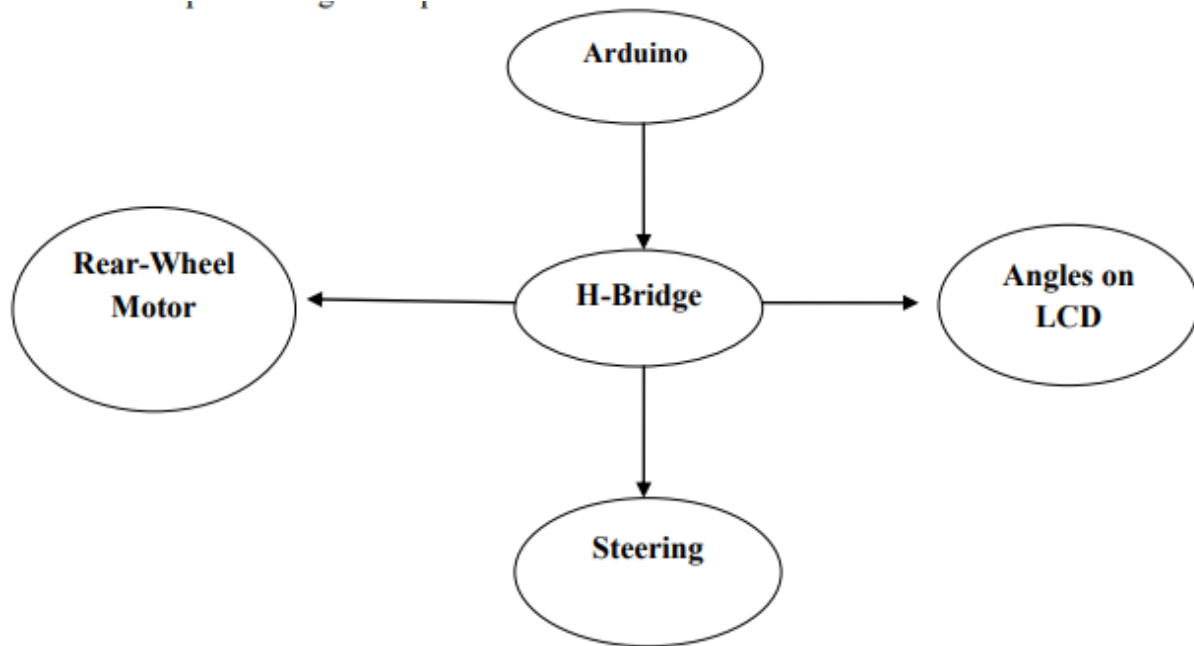 Arduino
Rear-Wheel
Motor
H-Bridge
Angles on
LCD
Steering